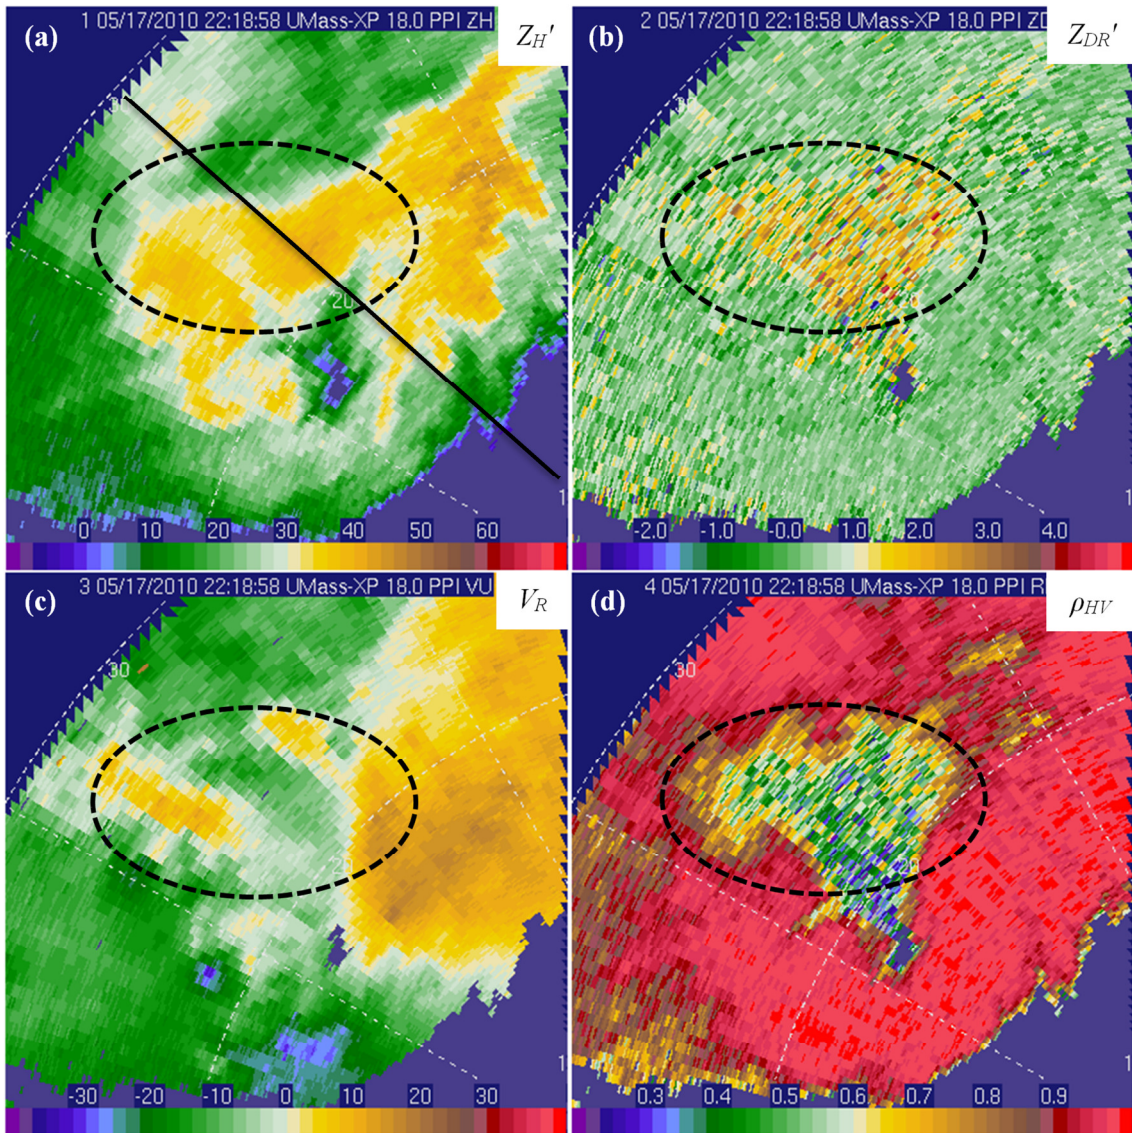 (a) 1 05/17/2010 22:18:58 UMass-XP 18.0 PPI ZH Z_H'
20
0 10 20 30 40 50 60
(b) 2 05/17/2010 22:18:58 UMass-XP 18.0 PPI ZD Z_DR'
30
20
1
-2.0 -1.0 -0.0 1.0 2.0 3.0 4.0
(c) 3 05/17/2010 22:18:58 UMass-XP 18.0 PPI VU V_R
30
20
1
-30 -20 -10 0 10 20 30
(d) 4 05/17/2010 22:18:58 UMass-XP 18.0 PPI R ρ_HV
30
20
1
0.3 0.4 0.5 0.6 0.7 0.8 0.9